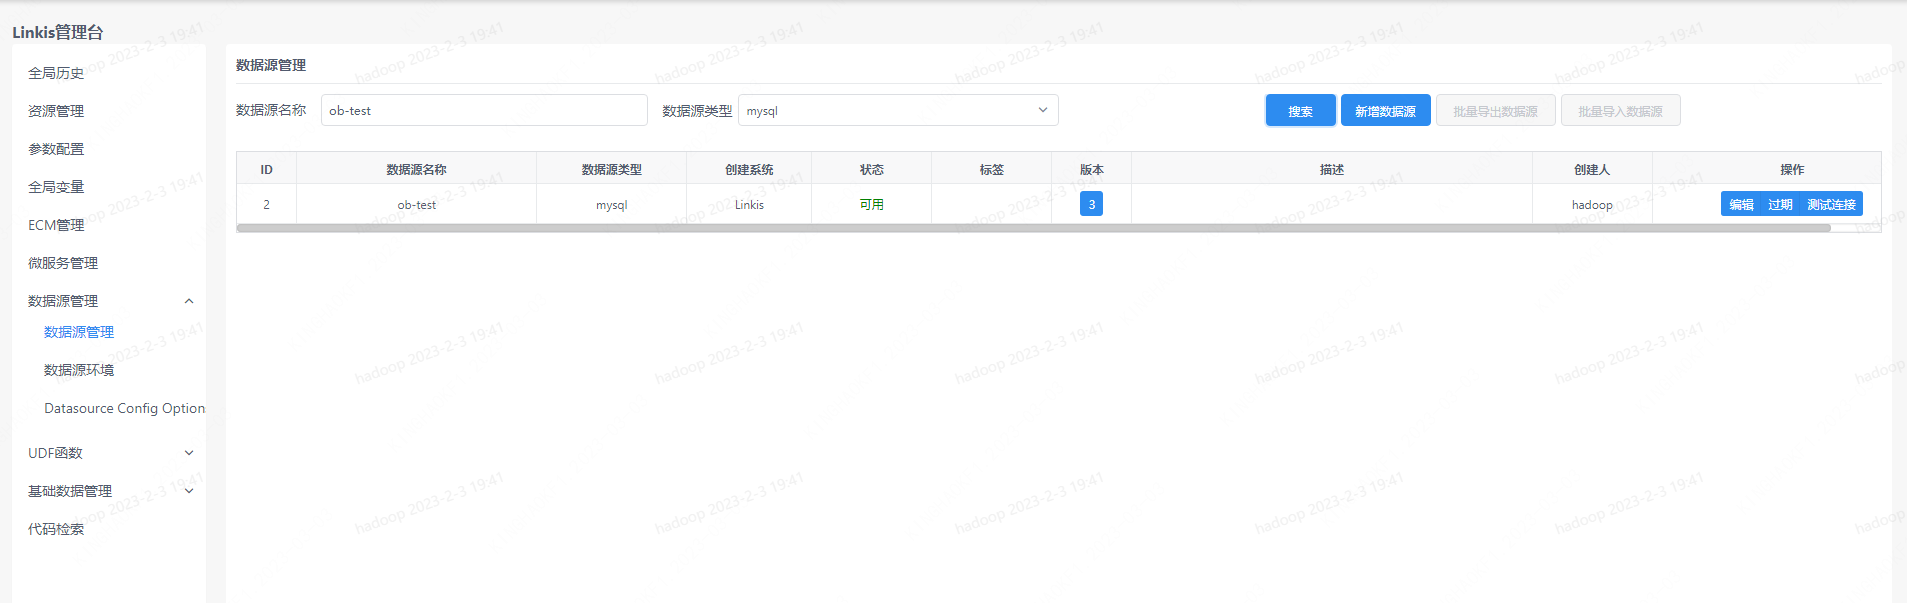 Linkis管理台
全局历史
资源管理
参数配置
全局变量
ECM管理
微服务管理
数据源管理
数据源管理
数据源环境
Datasource Config Option
UDF函数
基础数据管理
代码检索
数据源管理
数据源名称 ob-test 数据源类型 mysql 搜索 新增数据源 批量导出数据源 批量导入数据源
ID 数据源名称 数据源类型 创建系统 状态 标签 版本 描述 创建人 操作
2 ob-test mysql Linkis 可用 3 hadoop 编辑 过期 测试连接
hadoop 2023-2-3 19:41